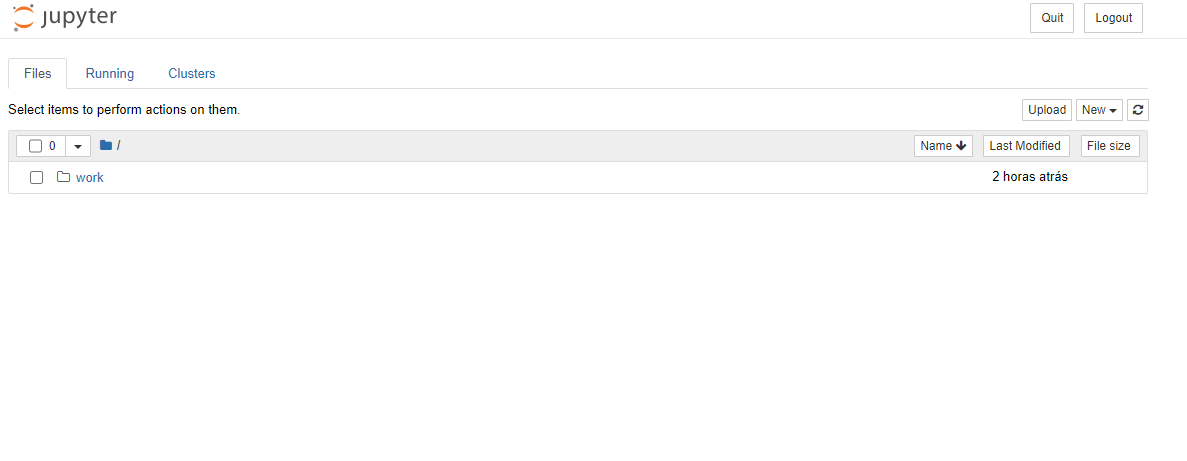 jupyter
Quit Logout
Files Running Clusters
Select items to perform actions on them.
Upload New
0 / Name Last Modified File size
work 2 horas atrás